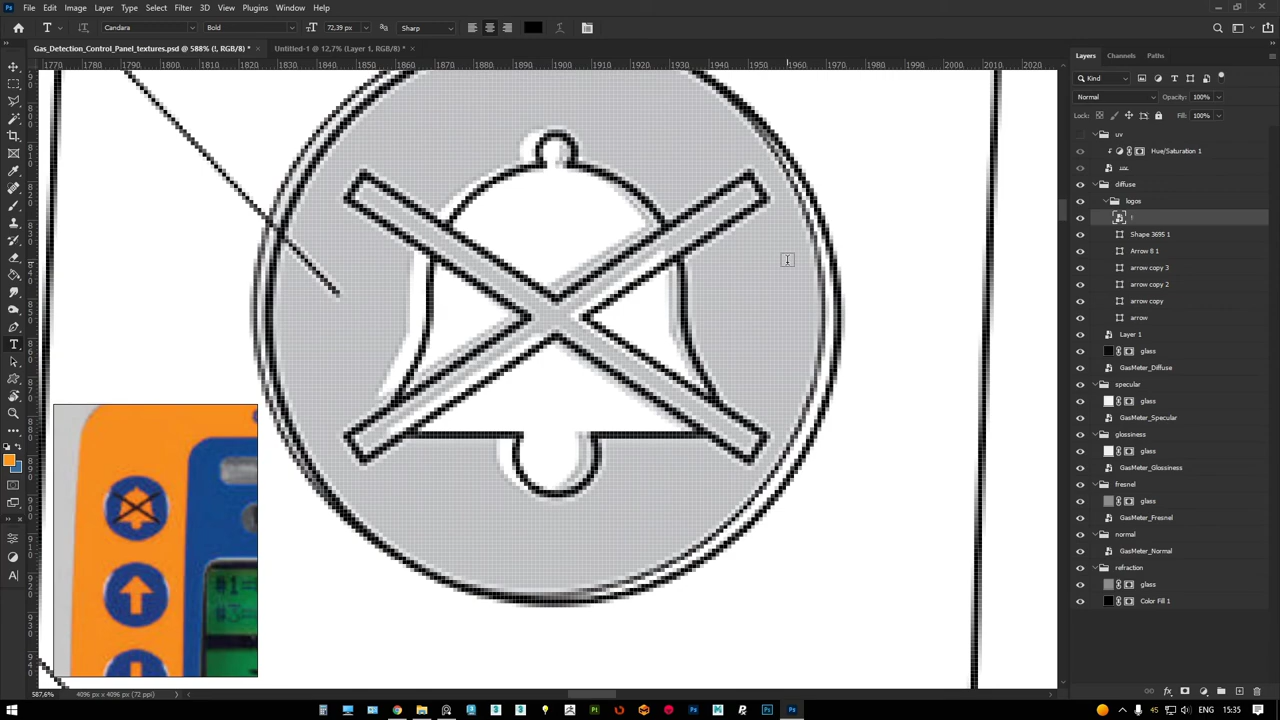 File Edit Image Layer Type Select Filter 3D View Plugins Window Help
Candara Bold 72,39 px Sharp
Gas_Detection_Control_Panel_textures.psd @ 588% (!, RGB/8) * × Untitled-1 @ 12,7% (Layer 1, RGB/8) * ×
1770 1800 1810 1820 1830 1840 1850 1860 1870 1880 1890 1900 1910 1920 1930 1940 1950 1960 1970 1980 1990 2000 2010 2020
Layers Channels Paths
Kind
Normal Opacity: 100%
Lock: Fill:
uv
Hue/Saturation 1
uw
diffuse
logos
!
Shape 3695 1
Arrow 8 1
arrow copy 3
arrow copy 2
arrow copy
arrow
Layer 1
glass
GasMeter_Diffuse
specular
glass
GasMeter_Specular
glossiness
glass
GasMeter_Glossiness
fresnel
glass
GasMeter_Fresnel
normal
GasMeter_Normal
refraction
glass
Color Fill 1
587,6% 4096 px x 4096 px (72 ppi)
45 ENG 15:35